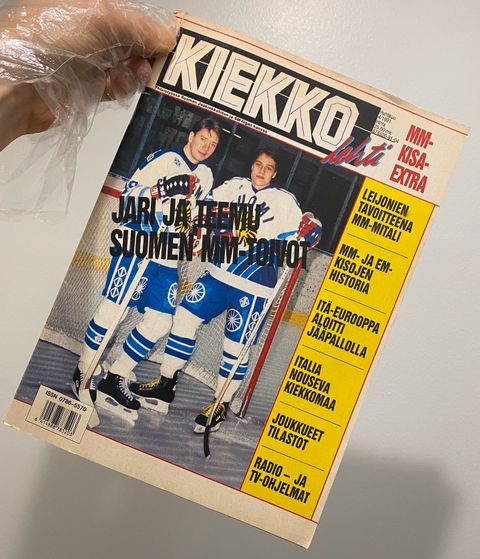 KIEKKO
lehti
MM-
KISA-
EXTRA
JARI JA TEEMU
SUOMEN MM-TOIVOT
LEIJONIEN
TAVOITTEENA
MM-MITALI
MM- JA EM-
KISOJEN
HISTORIA
ITÄ-EUROOPPA
ALOITTI
JÄÄPALLOLLA
ITALIA
NOUSEVA
KIEKKOMAA
JOUKKUEET
TILASTOT
RADIO – JA
TV-OHJELMAT
ISSN 0786-5570